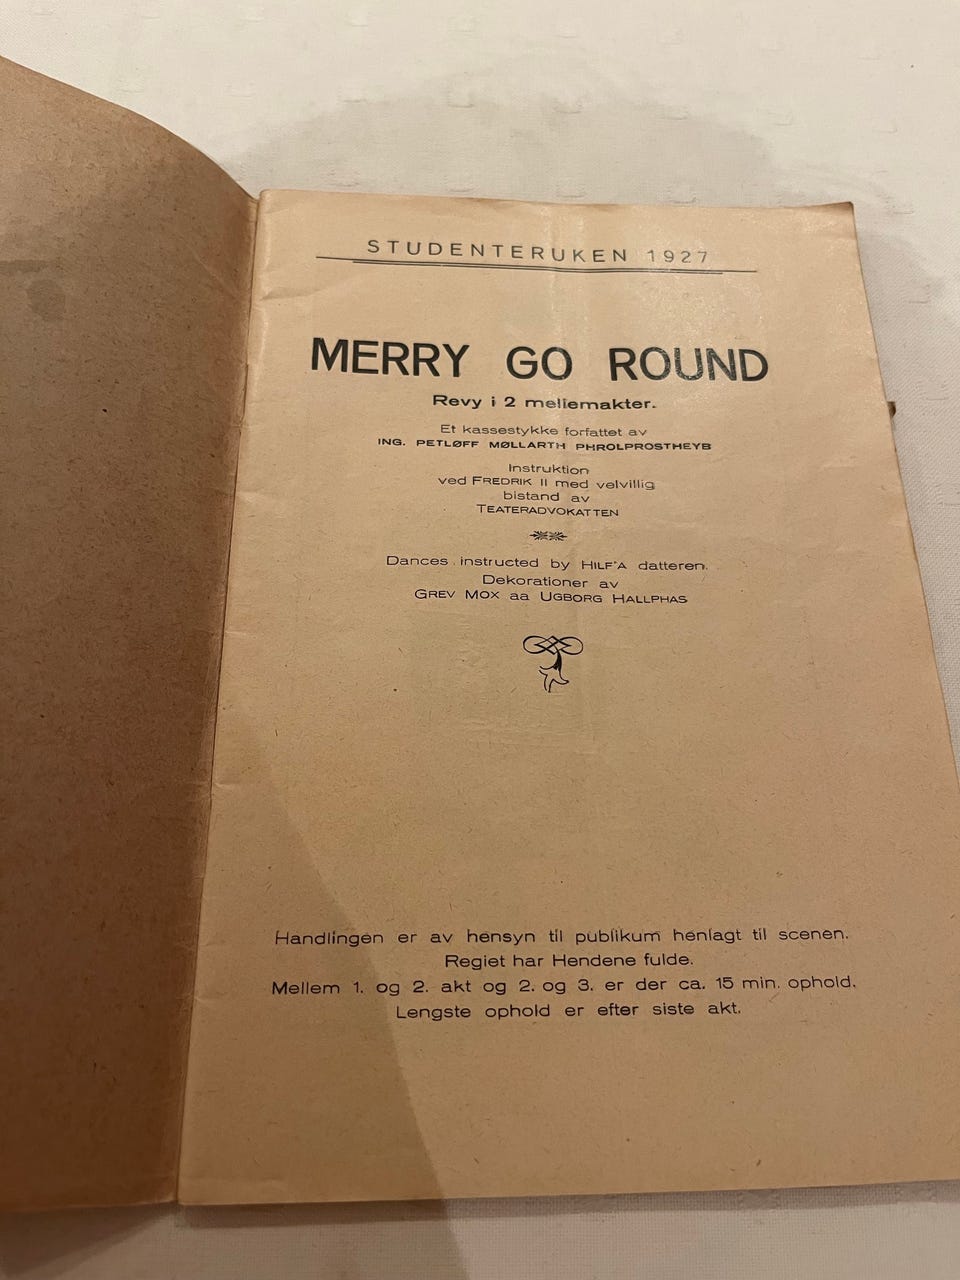 STUDENTERUKEN 1927
MERRY GO ROUND
Revy i 2 mellemakter.
Et kassestykke forfattet av
ING. PETLØFF MØLLARTH PHROLPROSTHEYB
Instruktion
ved FREDRIK II med velvillig
bistand av
TEATERADVOKATTEN
Dances instructed by HILF'A datteren.
Dekorationer av
GREV MOX aa UGBORG HALLPHAS
Handlingen er av hensyn til publikum henlagt til scenen.
Regiet har Hendene fulde.
Mellem 1. og 2. akt og 2. og 3. er der ca. 15 min. ophold.
Lengste ophold er efter siste akt.